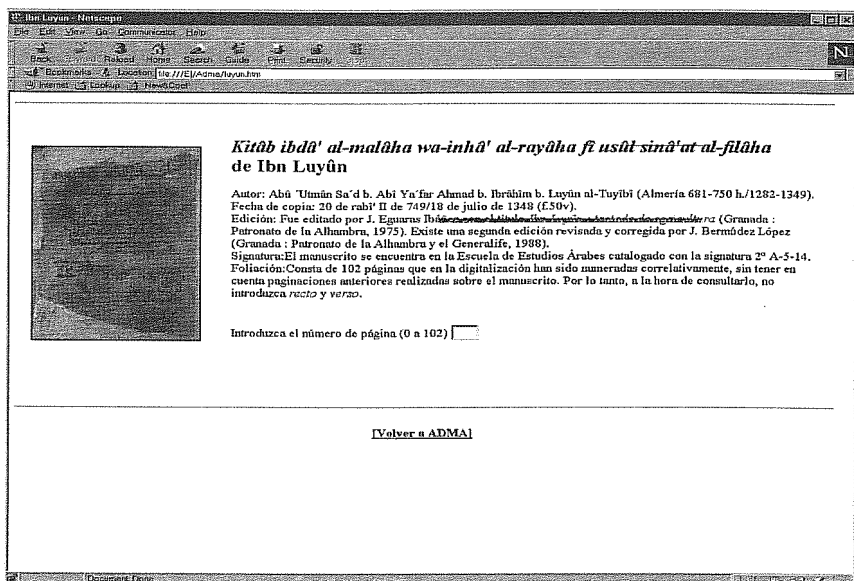 Ibn Luyun - Netscape
File Edit View Go Communicator Help
Back Reload Home Search Guide Print Security
Bookmarks Location: file:///E|/Adma/luyun.htm
Internet Lookup New&Cool
Kitâb ibdâ' al-malâha wa-inhâ' al-rayâha fî usûl sinâ'at al-filâha
de Ibn Luyûn
Autor: Abû ´Utmân Sa´d b. Abî Ya´far Ahmad b. Ibrâhîm b. Luyûn al-Tuyîbî (Almería 681-750 h./1282-1349).
Fecha de copia: 20 de rabî' II de 749/18 de julio de 1348 (f.50v).
Edición: Fue editado por J. Eguaras (Granada :
Patronato de la Alhambra, 1975). Existe una segunda edición revisada y corregida por J. Bermúdez López
(Granada : Patronato de la Alhambra y el Generalife, 1988).
Signatura:El manuscrito se encuentra en la Escuela de Estudios Árabes catalogado con la signatura 2º A-5-14.
Foliación:Consta de 102 páginas que en la digitalización han sido numeradas correlativamente, sin tener en
cuenta paginaciones anteriores realizadas sobre el manuscrito. Por lo tanto, a la hora de consultarlo, no
introduzca recto y verso.
Introduzca el número de página (0 a 102)
[Volver a ADMA]
Document: Done